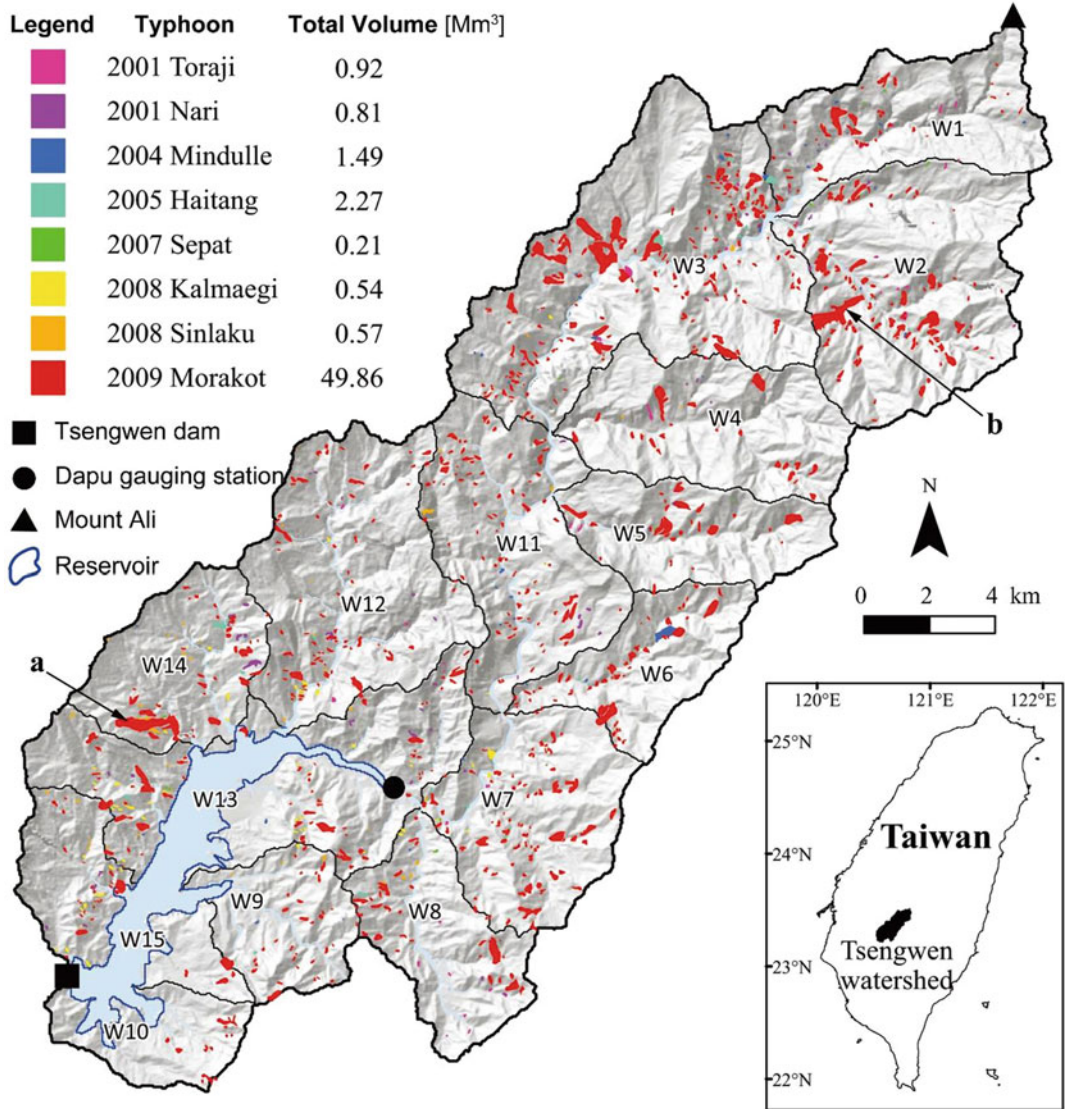 Legend Typhoon Total Volume [Mm³]
2001 Toraji 0.92
2001 Nari 0.81
2004 Mindulle 1.49
2005 Haitang 2.27
2007 Sepat 0.21
2008 Kalmaegi 0.54
2008 Sinlaku 0.57
2009 Morakot 49.86
Tsengwen dam
Dapu gauging station
Mount Ali
Reservoir
W1
W2
W3
b
W4
W5
W11
W12
W6
W14
a
W13
W7
W9
W8
W15
W10
N
0 2 4 km
120°E 121°E 122°E
25°N
Taiwan
24°N
Tsengwen
watershed
23°N
22°N